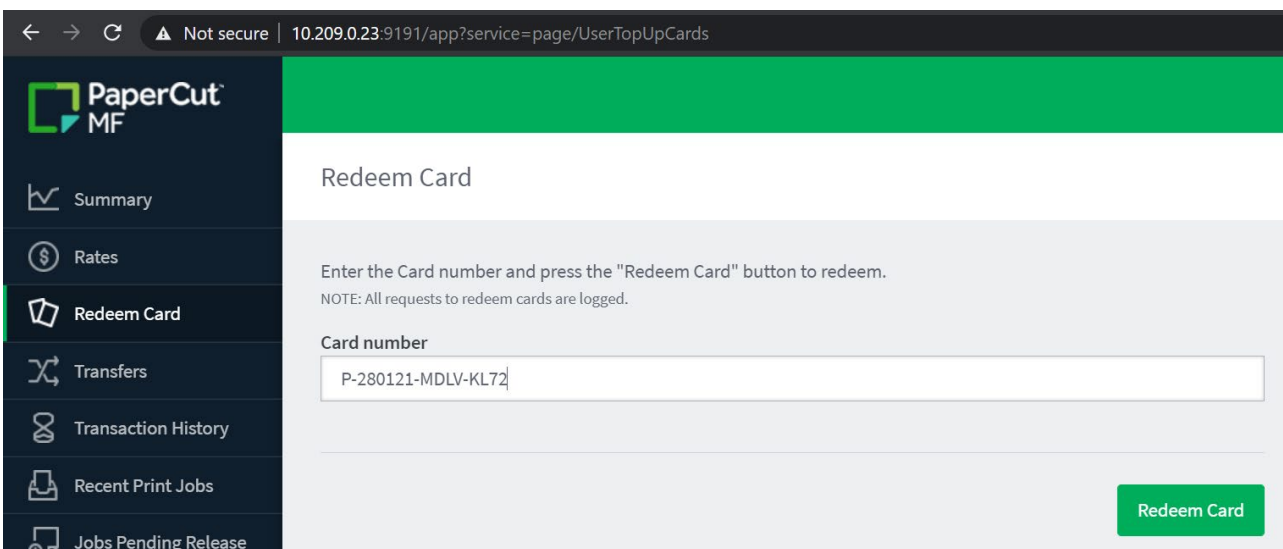 Not secure | 10.209.0.23:9191/app?service=page/UserTopUpCards
PaperCut™
MF
Summary
Rates
Redeem Card
Transfers
Transaction History
Recent Print Jobs
Jobs Pending Release
Redeem Card
Enter the Card number and press the "Redeem Card" button to redeem.
NOTE: All requests to redeem cards are logged.
Card number
P-280121-MDLV-KL72
Redeem Card